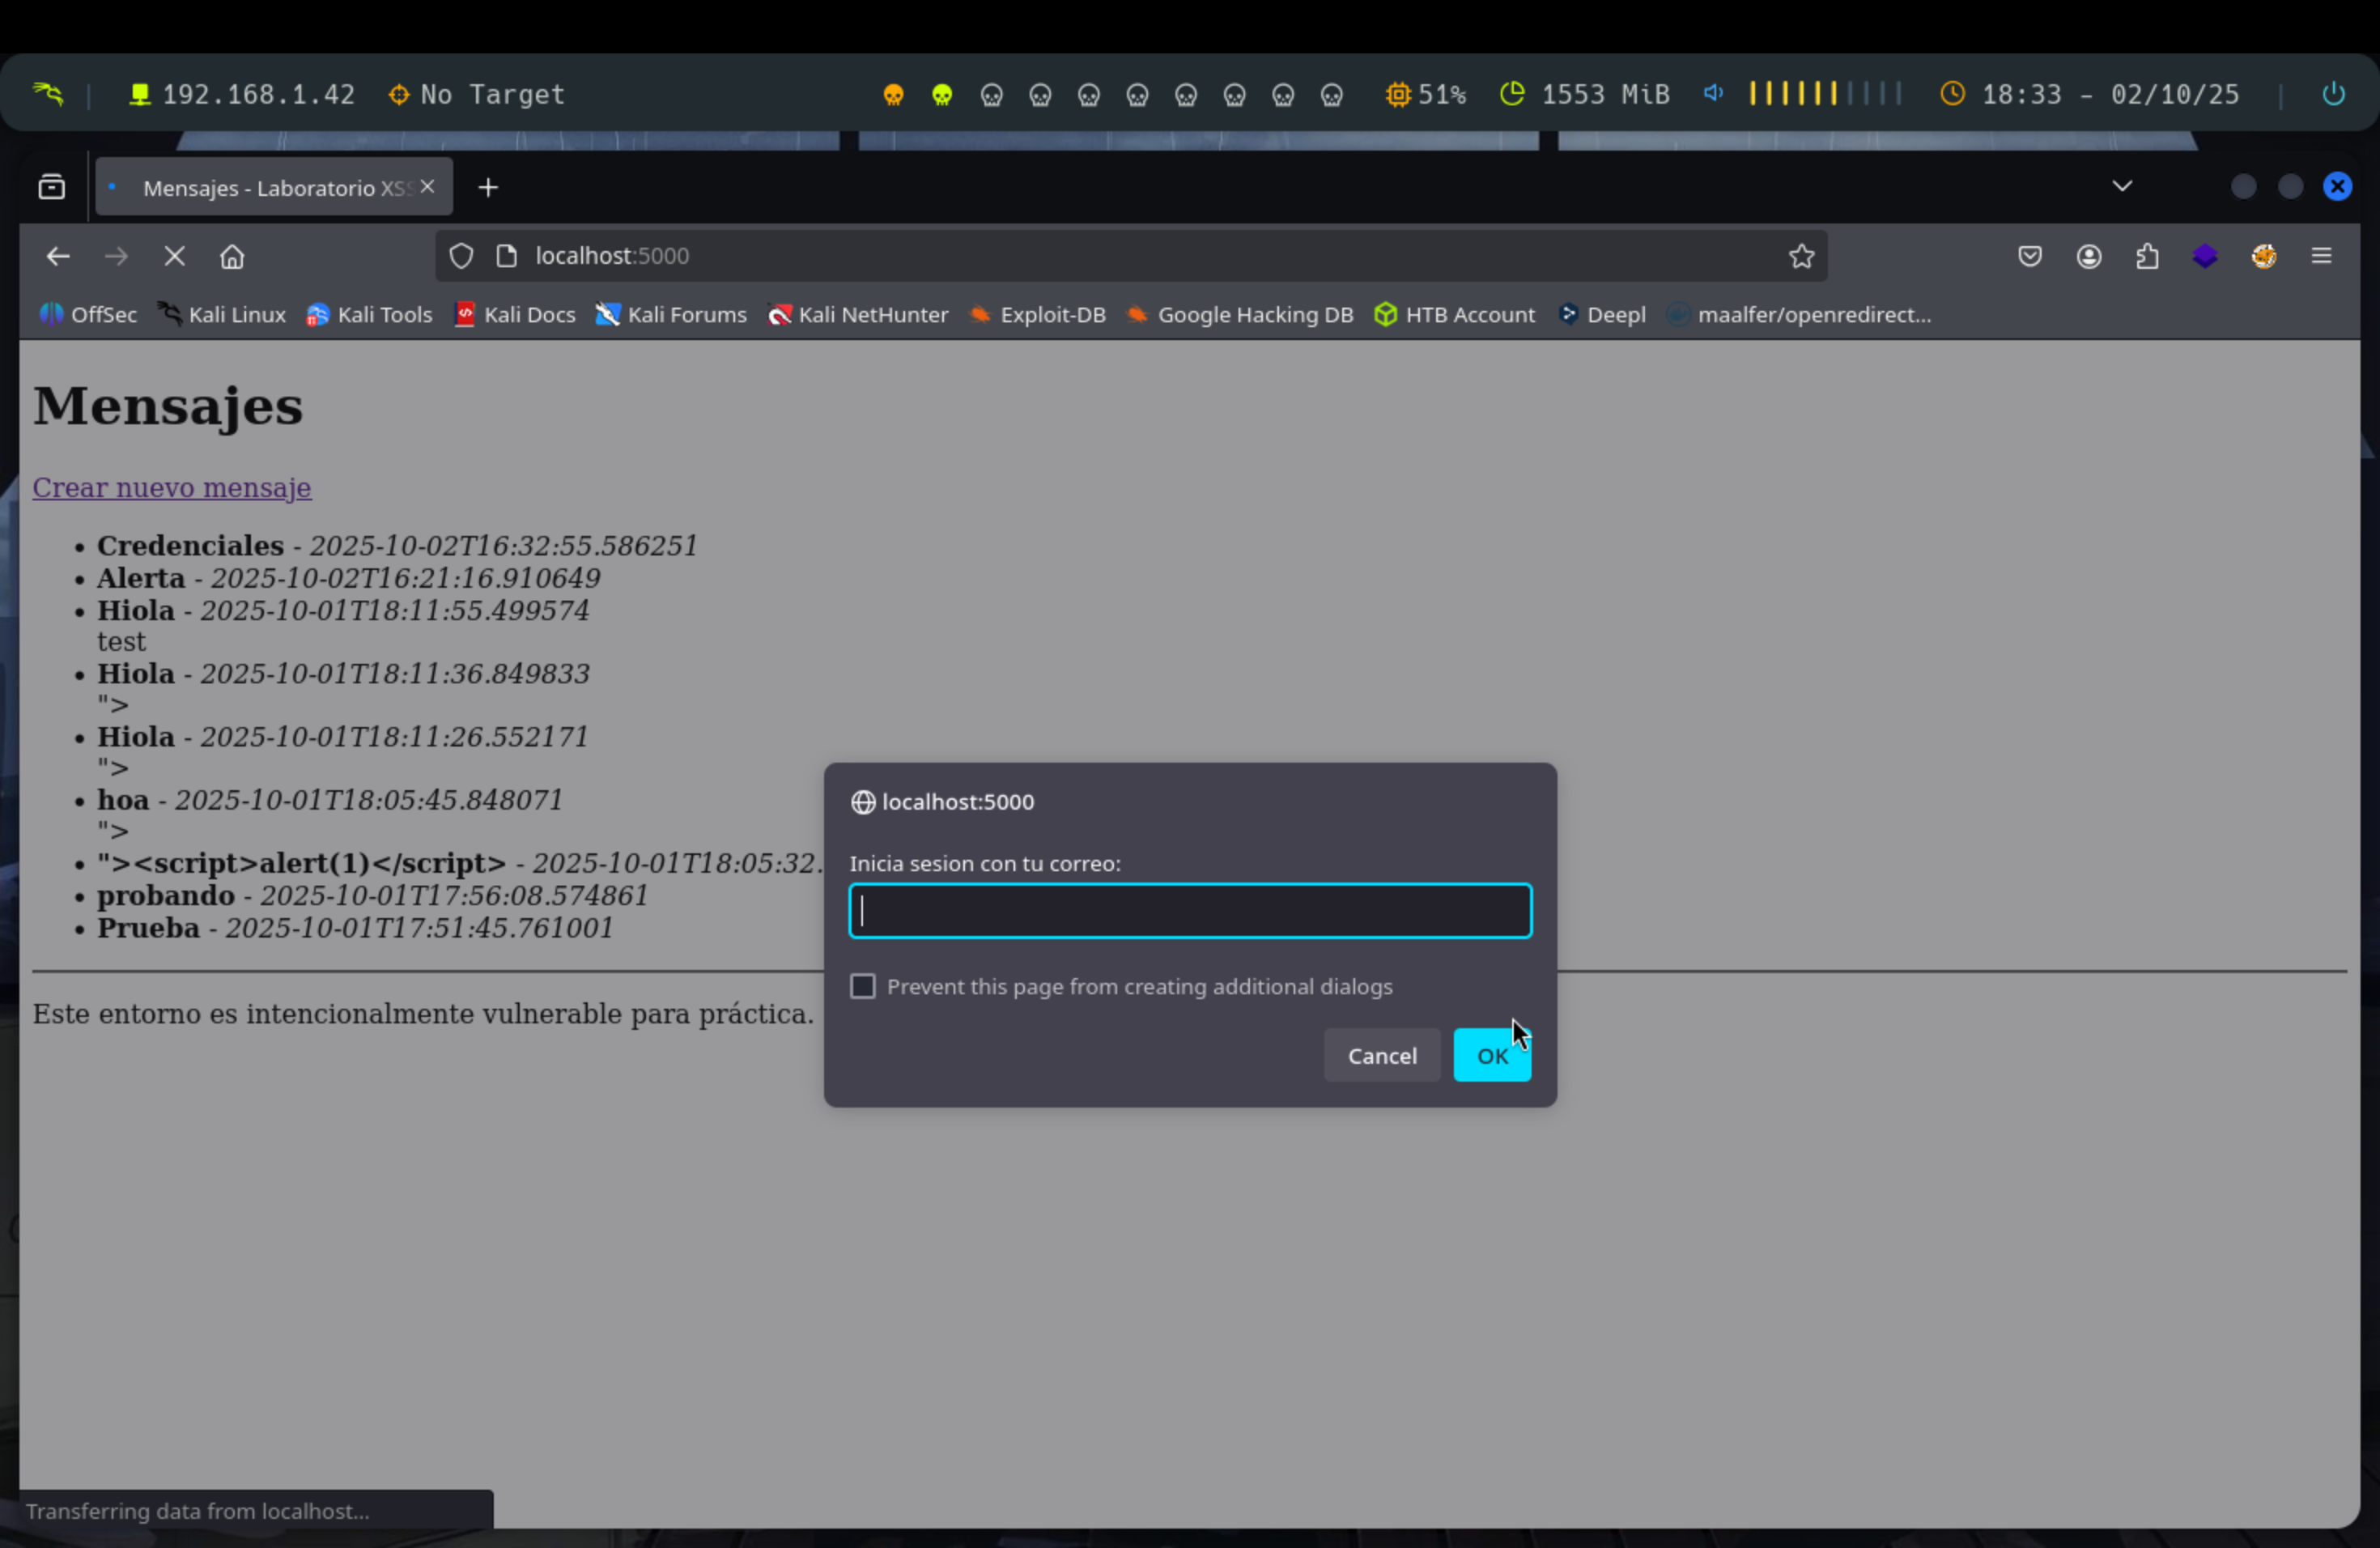 192.168.1.42 No Target 51% 1553 MiB 18:33 - 02/10/25
Mensajes - Laboratorio XSS
localhost:5000
OffSec Kali Linux Kali Tools Kali Docs Kali Forums Kali NetHunter Exploit-DB Google Hacking DB HTB Account Deepl maalfer/openredirect...
Mensajes
Crear nuevo mensaje
Credenciales - 2025-10-02T16:32:55.586251
Alerta - 2025-10-02T16:21:16.910649
Hiola - 2025-10-01T18:11:55.499574
test
Hiola - 2025-10-01T18:11:36.849833
">
Hiola - 2025-10-01T18:11:26.552171
">
hoa - 2025-10-01T18:05:45.848071
">
"><script>alert(1)</script> - 2025-10-01T18:05:32.
probando - 2025-10-01T17:56:08.574861
Prueba - 2025-10-01T17:51:45.761001
Este entorno es intencionalmente vulnerable para práctica.
localhost:5000
Inicia sesion con tu correo:
Prevent this page from creating additional dialogs
Cancel OK
Transferring data from localhost...